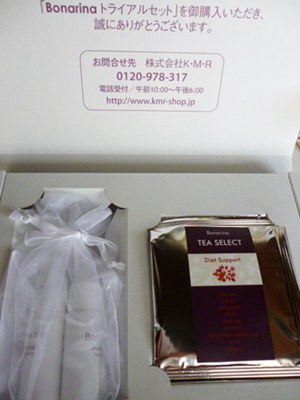 「Bonarina トライアルセット」を御購入いただき、
誠にありがとうございます。
お問合せ先 株式会社K・M・R
0120-978-317
電話受付／午前10:00～午後6:00
http://www.kmr-shop.jp
Bonarina
TEA SELECT
Diet Support